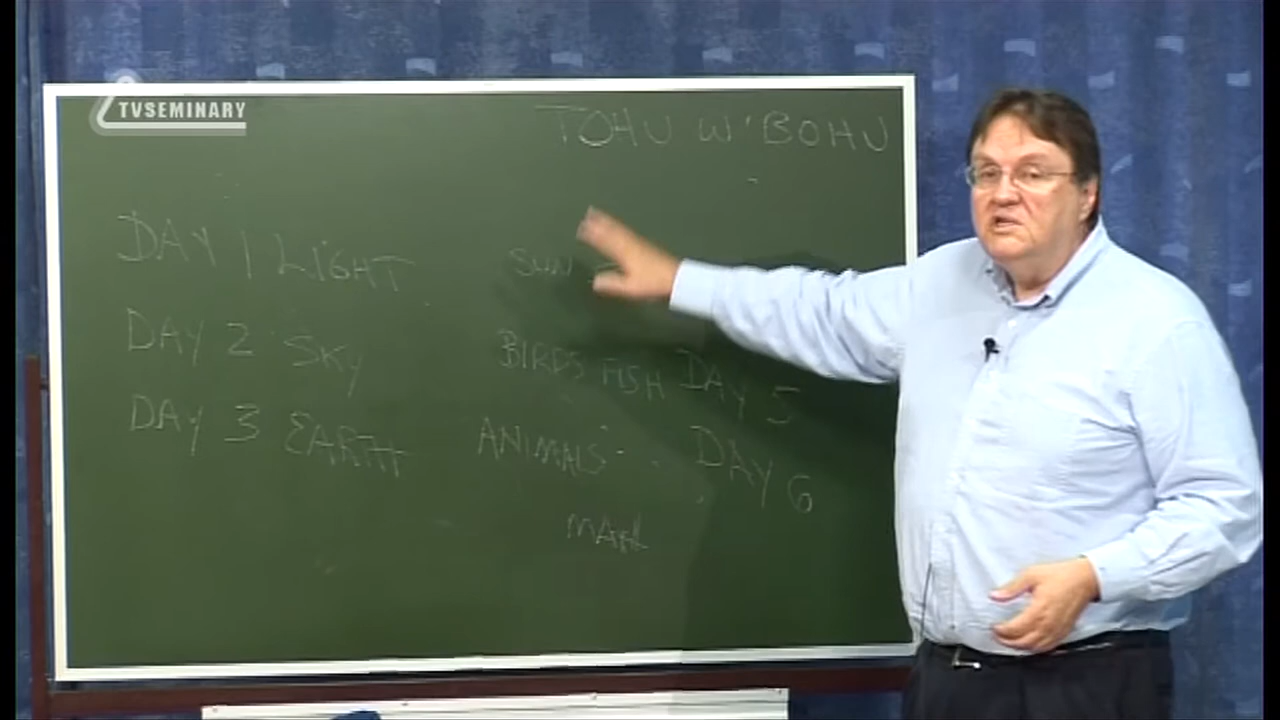 TVSEMINARY
TOHU W'BOHU
DAY 1 LIGHT SUN
DAY 2 SKY BIRDS FISH DAY 5
DAY 3 EARTH ANIMALS DAY 6